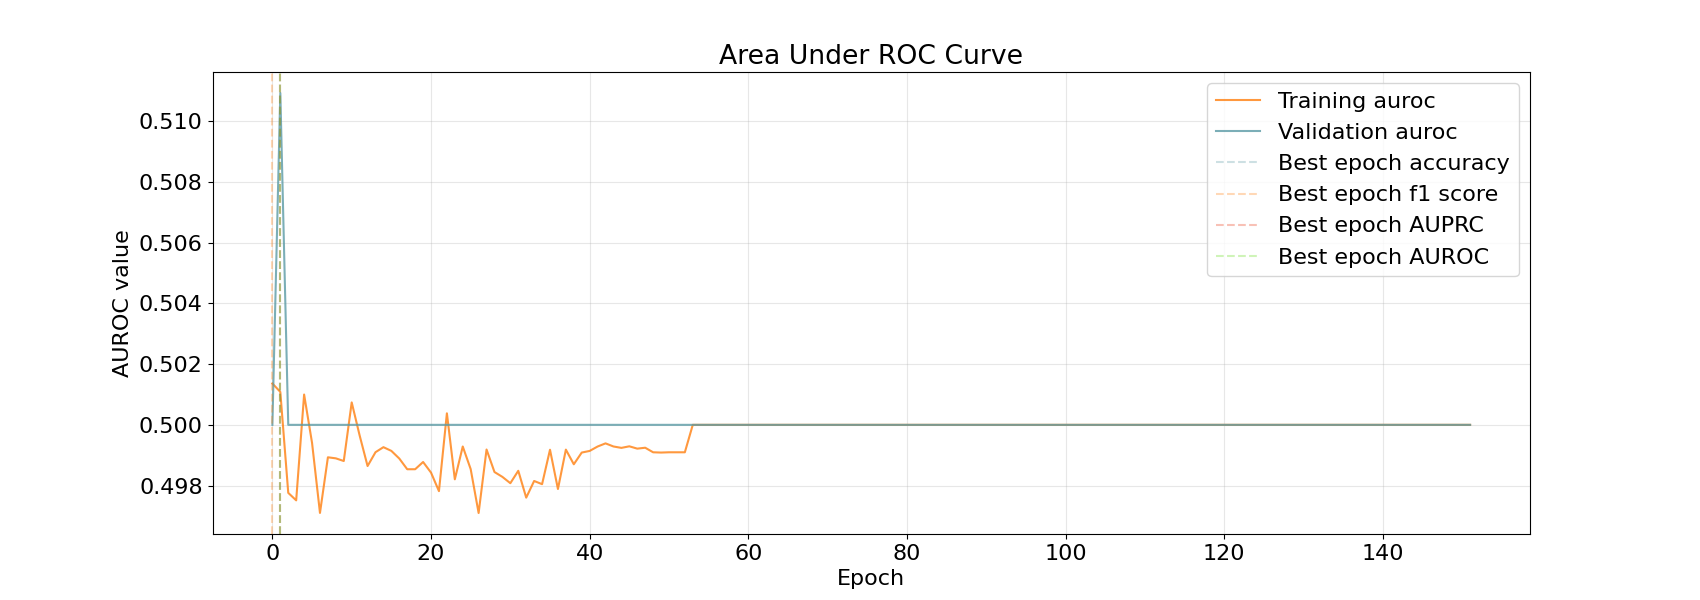 Area Under ROC Curve
AUROC value
0.510
0.508
0.506
0.504
0.502
0.500
0.498
Training auroc
Validation auroc
Best epoch accuracy
Best epoch f1 score
Best epoch AUPRC
Best epoch AUROC
0 20 40 60 80 100 120 140
Epoch